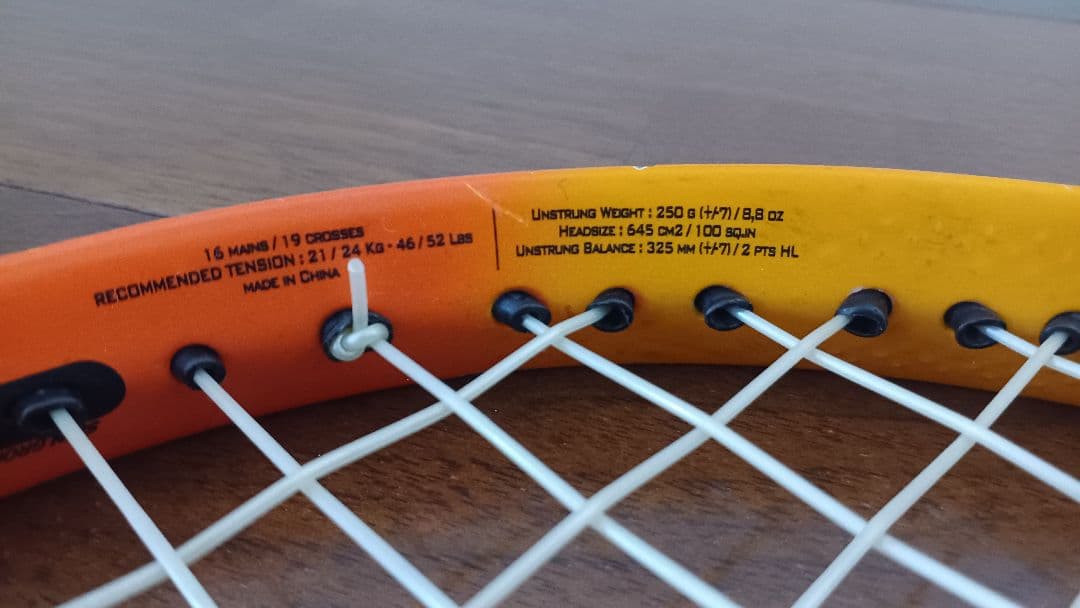 16 MAINS / 19 CROSSES
RECOMMENDED TENSION : 21 / 24 KG - 46 / 52 LBS
MADE IN CHINA
UNSTRUNG WEIGHT : 250 G (+/-7) / 8,8 OZ
HEADSIZE : 645 CM2 / 100 SQ.IN
UNSTRUNG BALANCE : 325 MM (+/-7) / 2 PTS HL